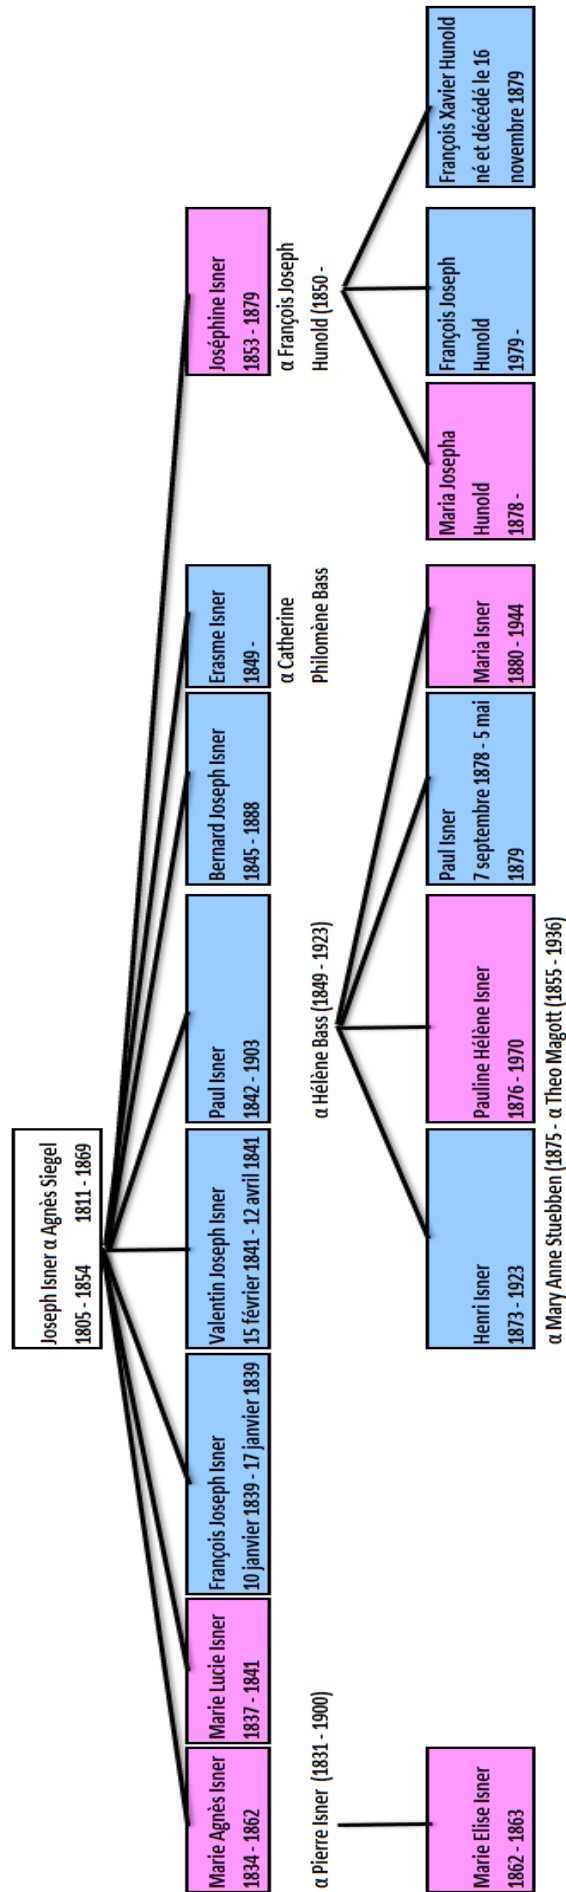 Joseph Isner α Agnès Siegel
1805 - 1854 1811 - 1869
Marie Agnès Isner
1834 - 1862
Marie Lucie Isner
1837 - 1841
François Joseph Isner
10 janvier 1839 - 17 janvier 1839
Valentin Joseph Isner
15 février 1841 - 12 avril 1841
Paul Isner
1842 - 1903
Bernard Joseph Isner
1845 - 1888
Erasme Isner
1849 -
Joséphine Isner
1853 - 1879
α Pierre Isner (1831 - 1900)
α Hélène Bass (1849 - 1923)
α Catherine
Philomène Bass
α François Joseph
Hunold (1850 -
Marie Elise Isner
1862 - 1863
Henri Isner
1873 - 1923
Pauline Hélène Isner
1876 - 1970
Paul Isner
7 septembre 1878 - 5 mai
1879
Maria Isner
1880 - 1944
Maria Josepha
Hunold
1878 -
François Joseph
Hunold
1979 -
François Xavier Hunold
né et décédé le 16
novembre 1879
α Mary Anne Stuebben (1875 - α Theo Magott (1855 - 1936)